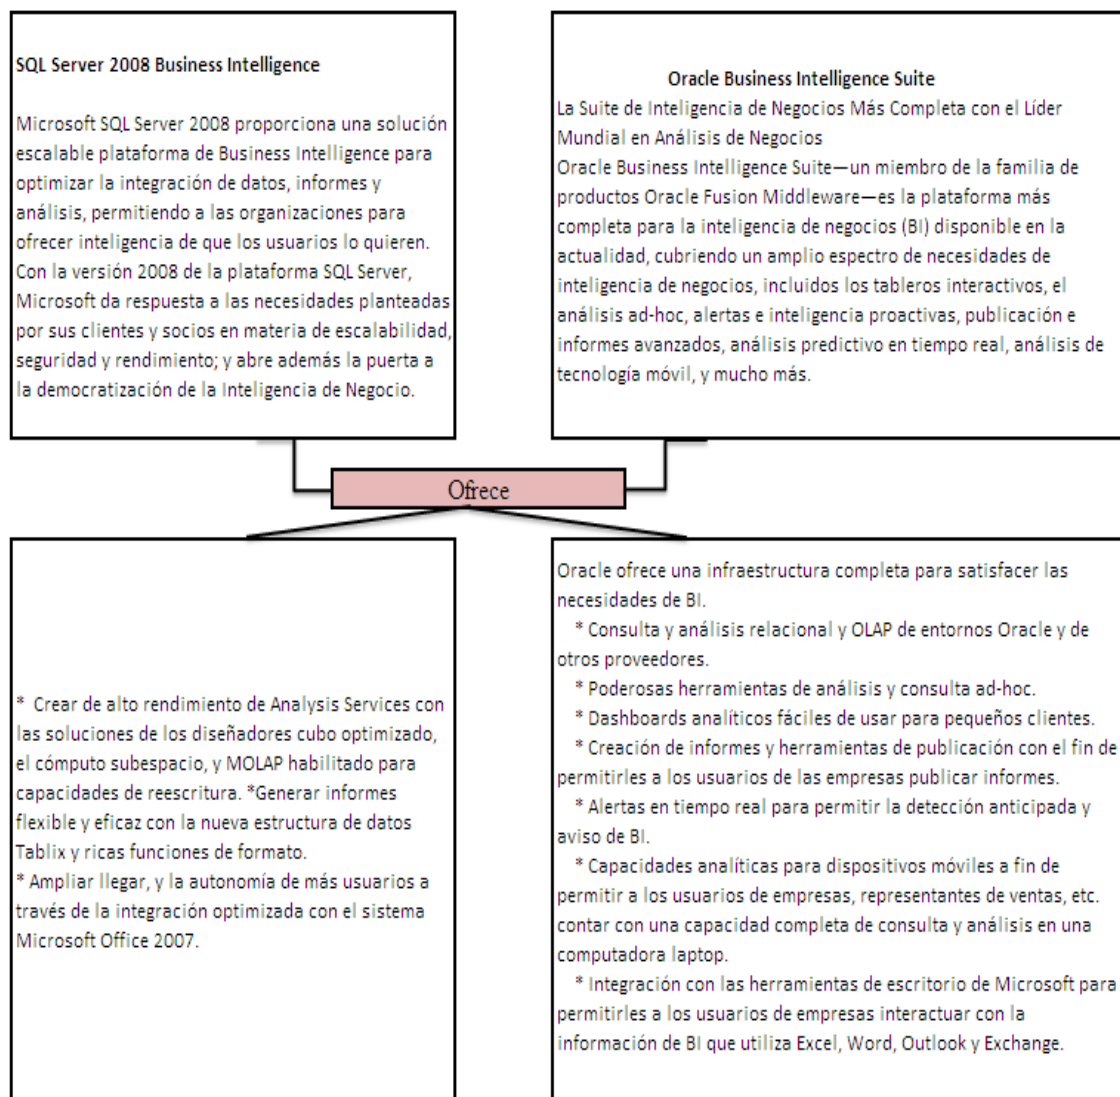 SQL Server 2008 Business Intelligence
Microsoft SQL Server 2008 proporciona una solución
escalable plataforma de Business Intelligence para
optimizar la integración de datos, informes y
análisis, permitiendo a las organizaciones para
ofrecer inteligencia de que los usuarios lo quieren.
Con la versión 2008 de la plataforma SQL Server,
Microsoft da respuesta a las necesidades planteadas
por sus clientes y socios en materia de escalabilidad,
seguridad y rendimiento; y abre además la puerta a
la democratización de la Inteligencia de Negocio.
Oracle Business Intelligence Suite
La Suite de Inteligencia de Negocios Más Completa con el Líder
Mundial en Análisis de Negocios
Oracle Business Intelligence Suite—un miembro de la familia de
productos Oracle Fusion Middleware—es la plataforma más
completa para la inteligencia de negocios (BI) disponible en la
actualidad, cubriendo un amplio espectro de necesidades de
inteligencia de negocios, incluidos los tableros interactivos, el
análisis ad-hoc, alertas e inteligencia proactivas, publicación e
informes avanzados, análisis predictivo en tiempo real, análisis de
tecnología móvil, y mucho más.
Ofrece
* Crear de alto rendimiento de Analysis Services con
las soluciones de los diseñadores cubo optimizado,
el cómputo subespacio, y MOLAP habilitado para
capacidades de reescritura. *Generar informes
flexible y eficaz con la nueva estructura de datos
Tablix y ricas funciones de formato.
* Ampliar llegar, y la autonomía de más usuarios a
través de la integración optimizada con el sistema
Microsoft Office 2007.
Oracle ofrece una infraestructura completa para satisfacer las
necesidades de BI.
* Consulta y análisis relacional y OLAP de entornos Oracle y de
otros proveedores.
* Poderosas herramientas de análisis y consulta ad-hoc.
* Dashboards analíticos fáciles de usar para pequeños clientes.
* Creación de informes y herramientas de publicación con el fin de
permitirles a los usuarios de las empresas publicar informes.
* Alertas en tiempo real para permitir la detección anticipada y
aviso de BI.
* Capacidades analíticas para dispositivos móviles a fin de
permitir a los usuarios de empresas, representantes de ventas, etc.
contar con una capacidad completa de consulta y análisis en una
computadora laptop.
* Integración con las herramientas de escritorio de Microsoft para
permitirles a los usuarios de empresas interactuar con la
información de BI que utiliza Excel, Word, Outlook y Exchange.